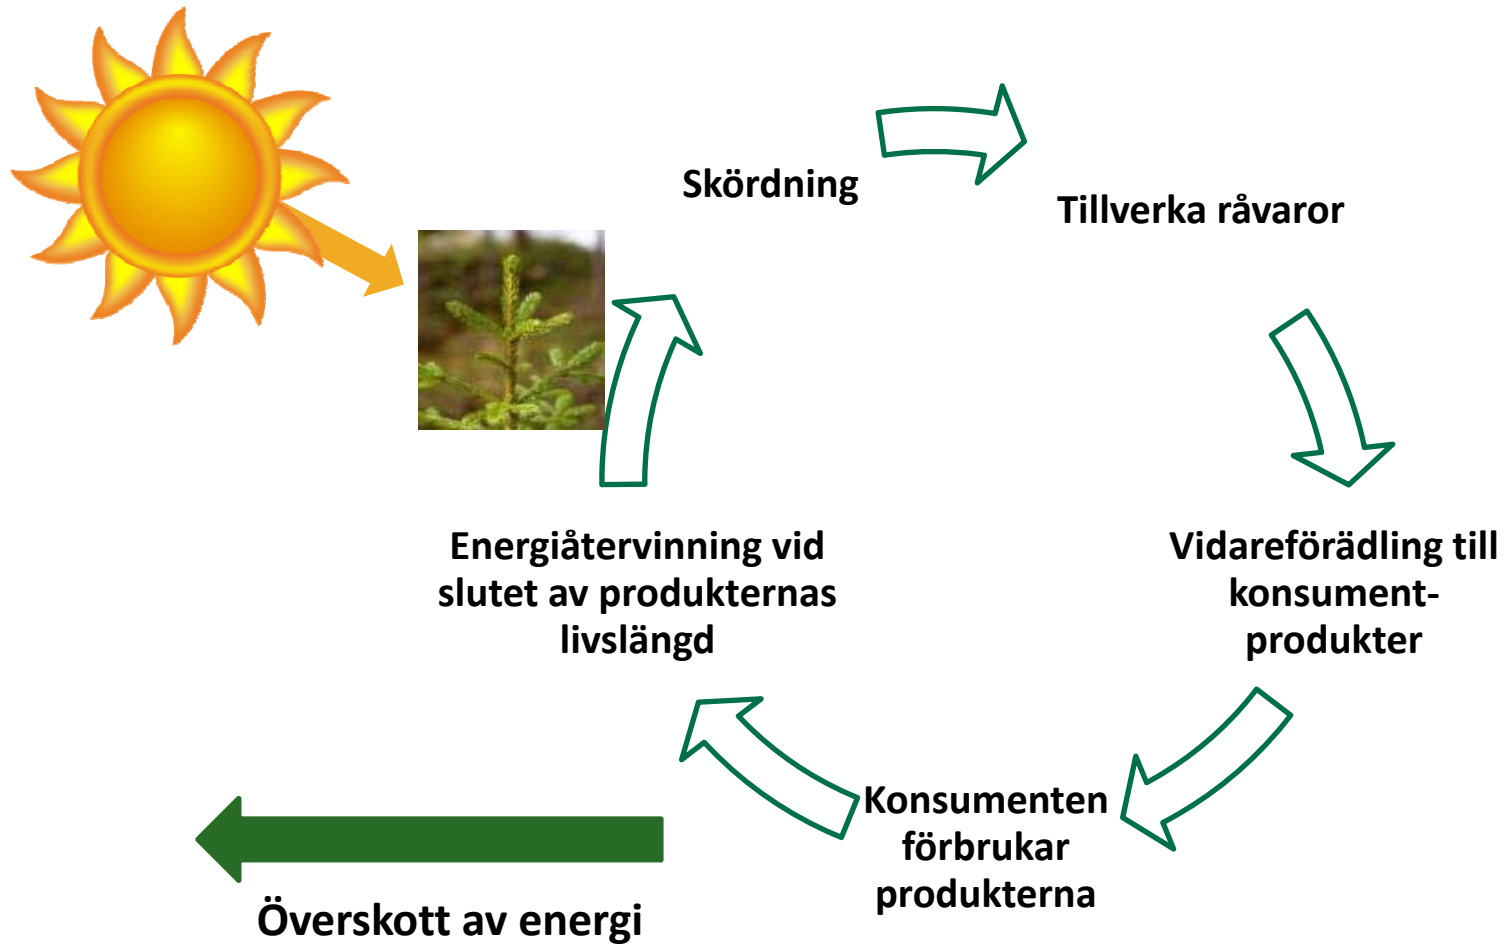 Skördning
Tillverka råvaror
Vidareförädling till
konsument-
produkter
Konsumenten
förbrukar
produkterna
Energiåtervinning vid
slutet av produkternas
livslängd
Överskott av energi